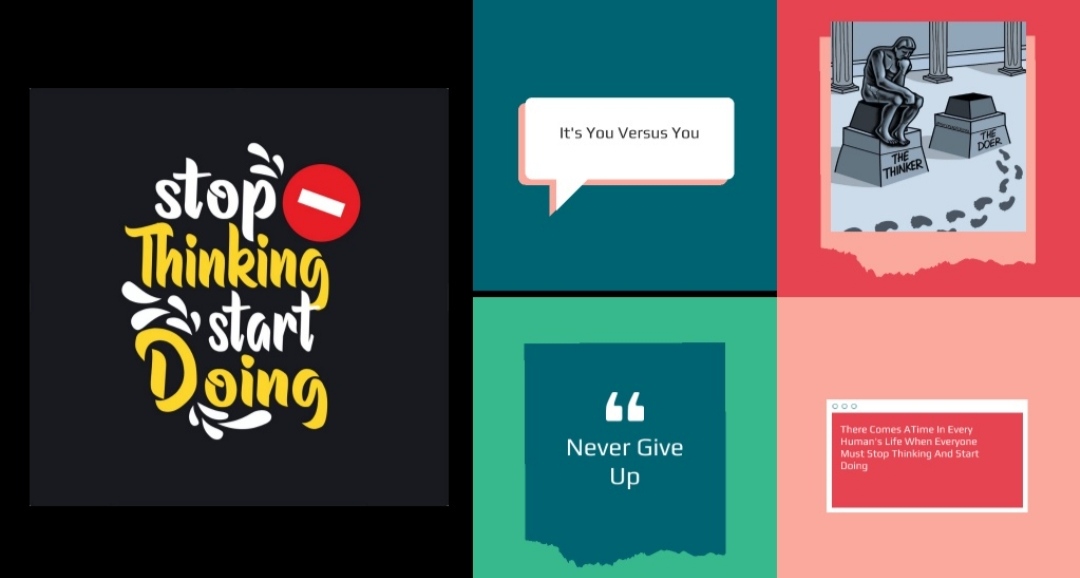 stop
Thinking
start
Doing
It's You Versus You
THE
THINKER
THE
DOER
“
Never Give
Up
There Comes ATime In Every
Human's Life When Everyone
Must Stop Thinking And Start
Doing